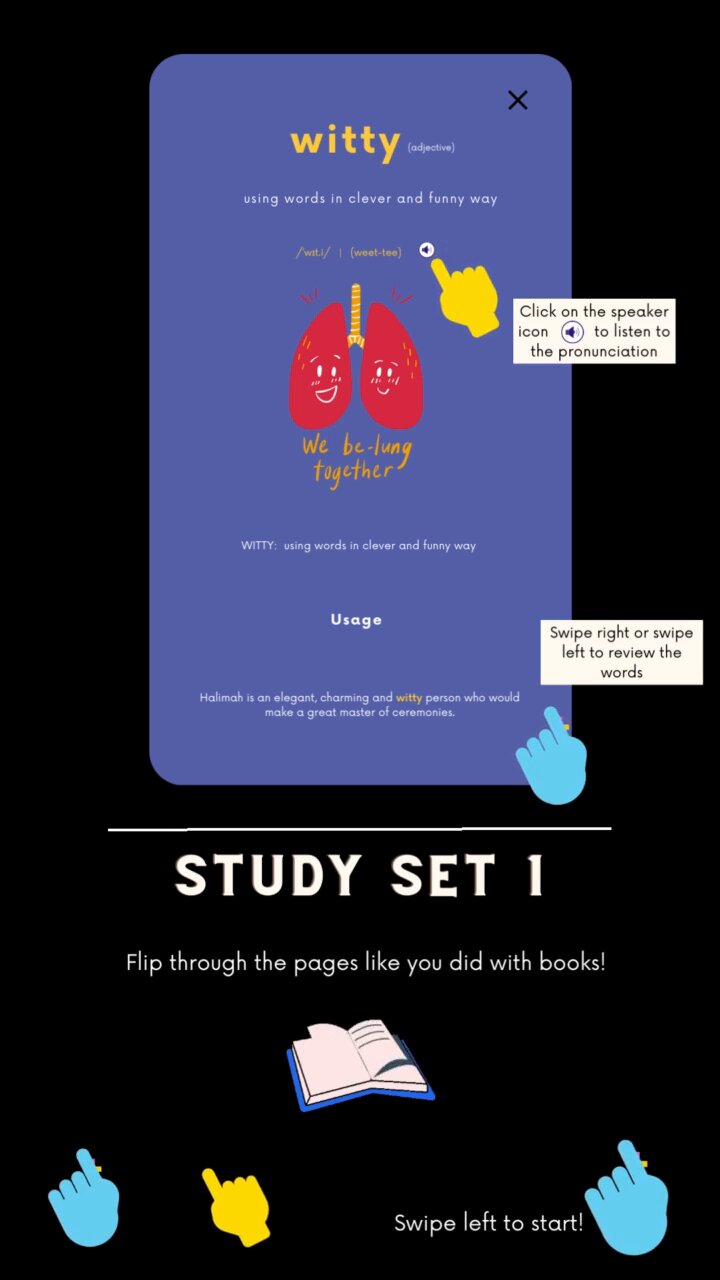 witty (adjective)
using words in clever and funny way
/'wɪt.i/ | (weet-tee)
Click on the speaker
icon to listen to
the pronunciation
We be-lung
together
WITTY: using words in clever and funny way
Usage
Swipe right or swipe
left to review the
words
Halimah is an elegant, charming and witty person who would
make a great master of ceremonies.
STUDY SET 1
Flip through the pages like you did with books!
Swipe left to start!